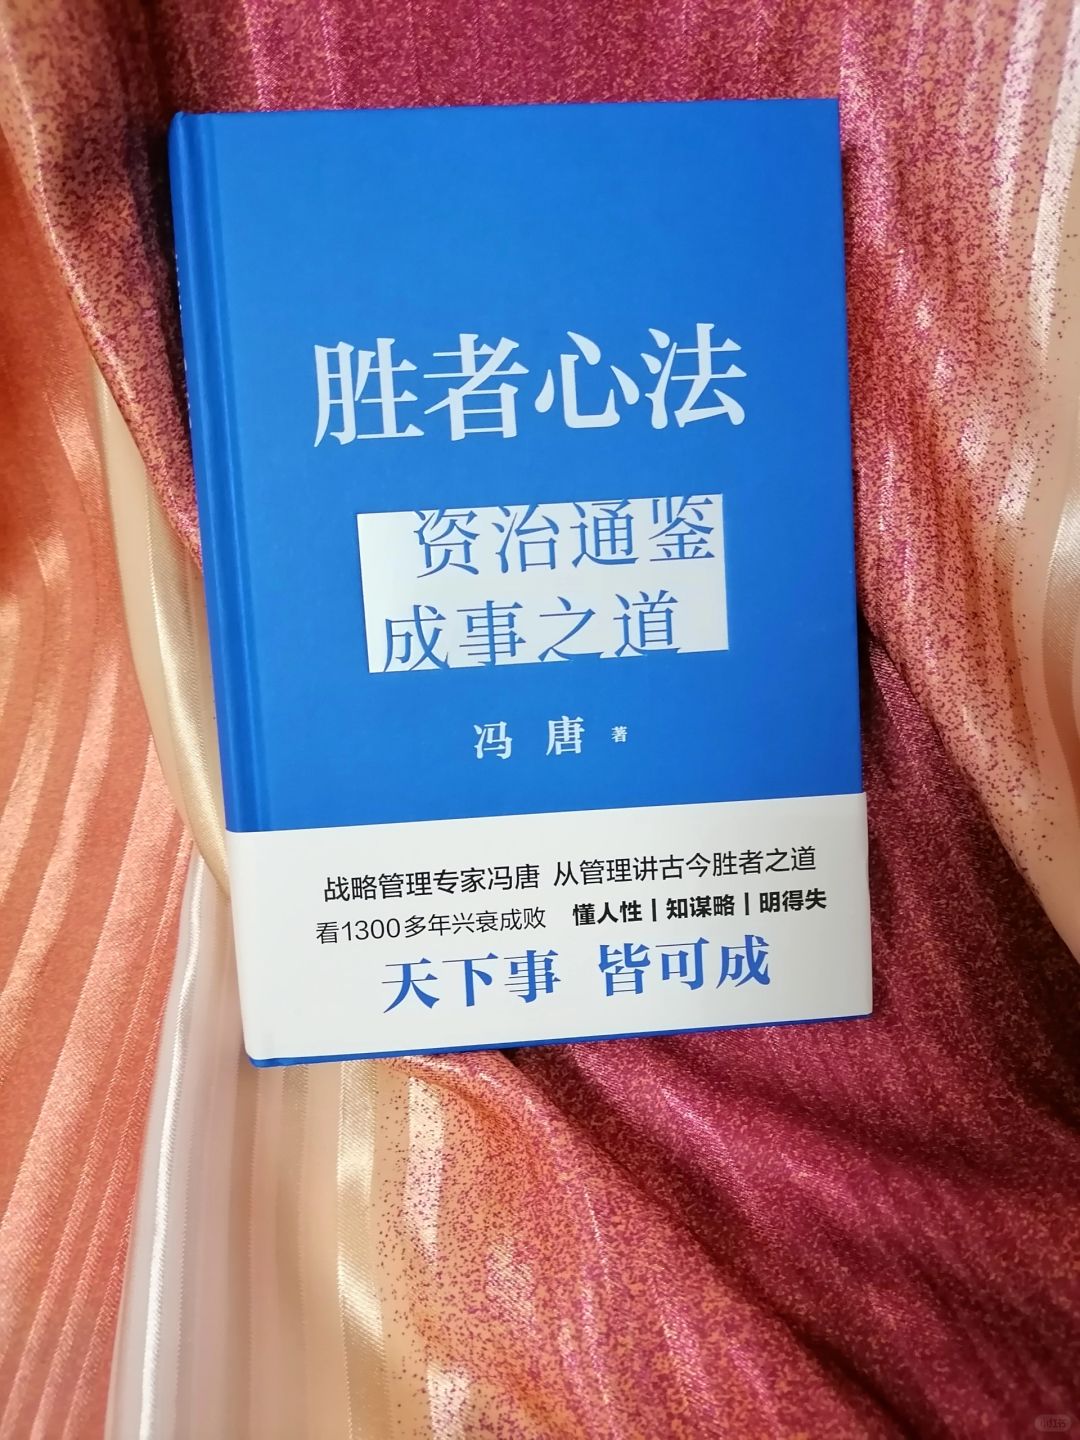 胜者心法
资治通鉴
成事之道
冯唐 著
战略管理专家冯唐 从管理讲古今胜者之道
看1300多年兴衰成败 懂人性|知谋略|明得失
天下事 皆可成
小红书